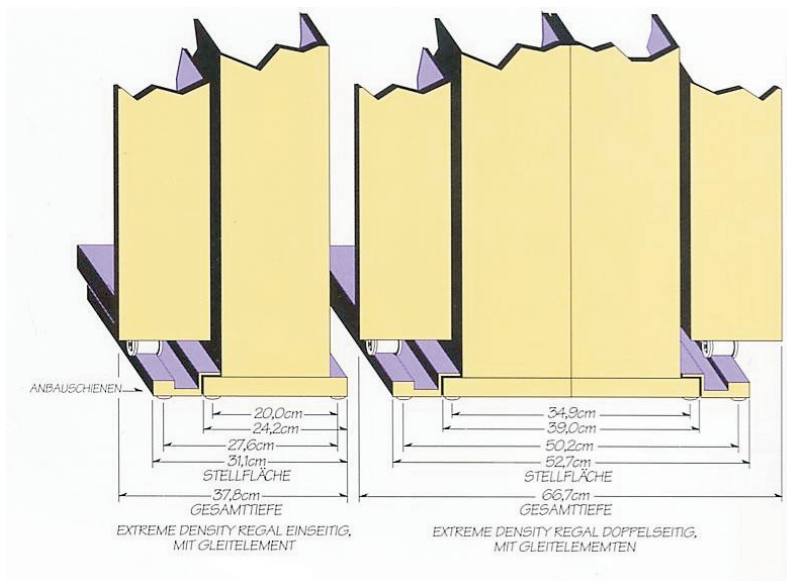 ANBAUSCHIENEN
20,0cm
24,2cm
27,6cm
31,1cm
STELLFLÄCHE
37,8cm
GESAMTTIEFE
EXTREME DENSITY REGAL EINSEITIG,
MIT GLEITELEMENT
34,9cm
39,0cm
50,2cm
52,7cm
STELLFLÄCHE
66,7cm
GESAMTTIEFE
EXTREME DENSITY REGAL DOPPELSEITIG,
MIT GLEITELEMEMTEN